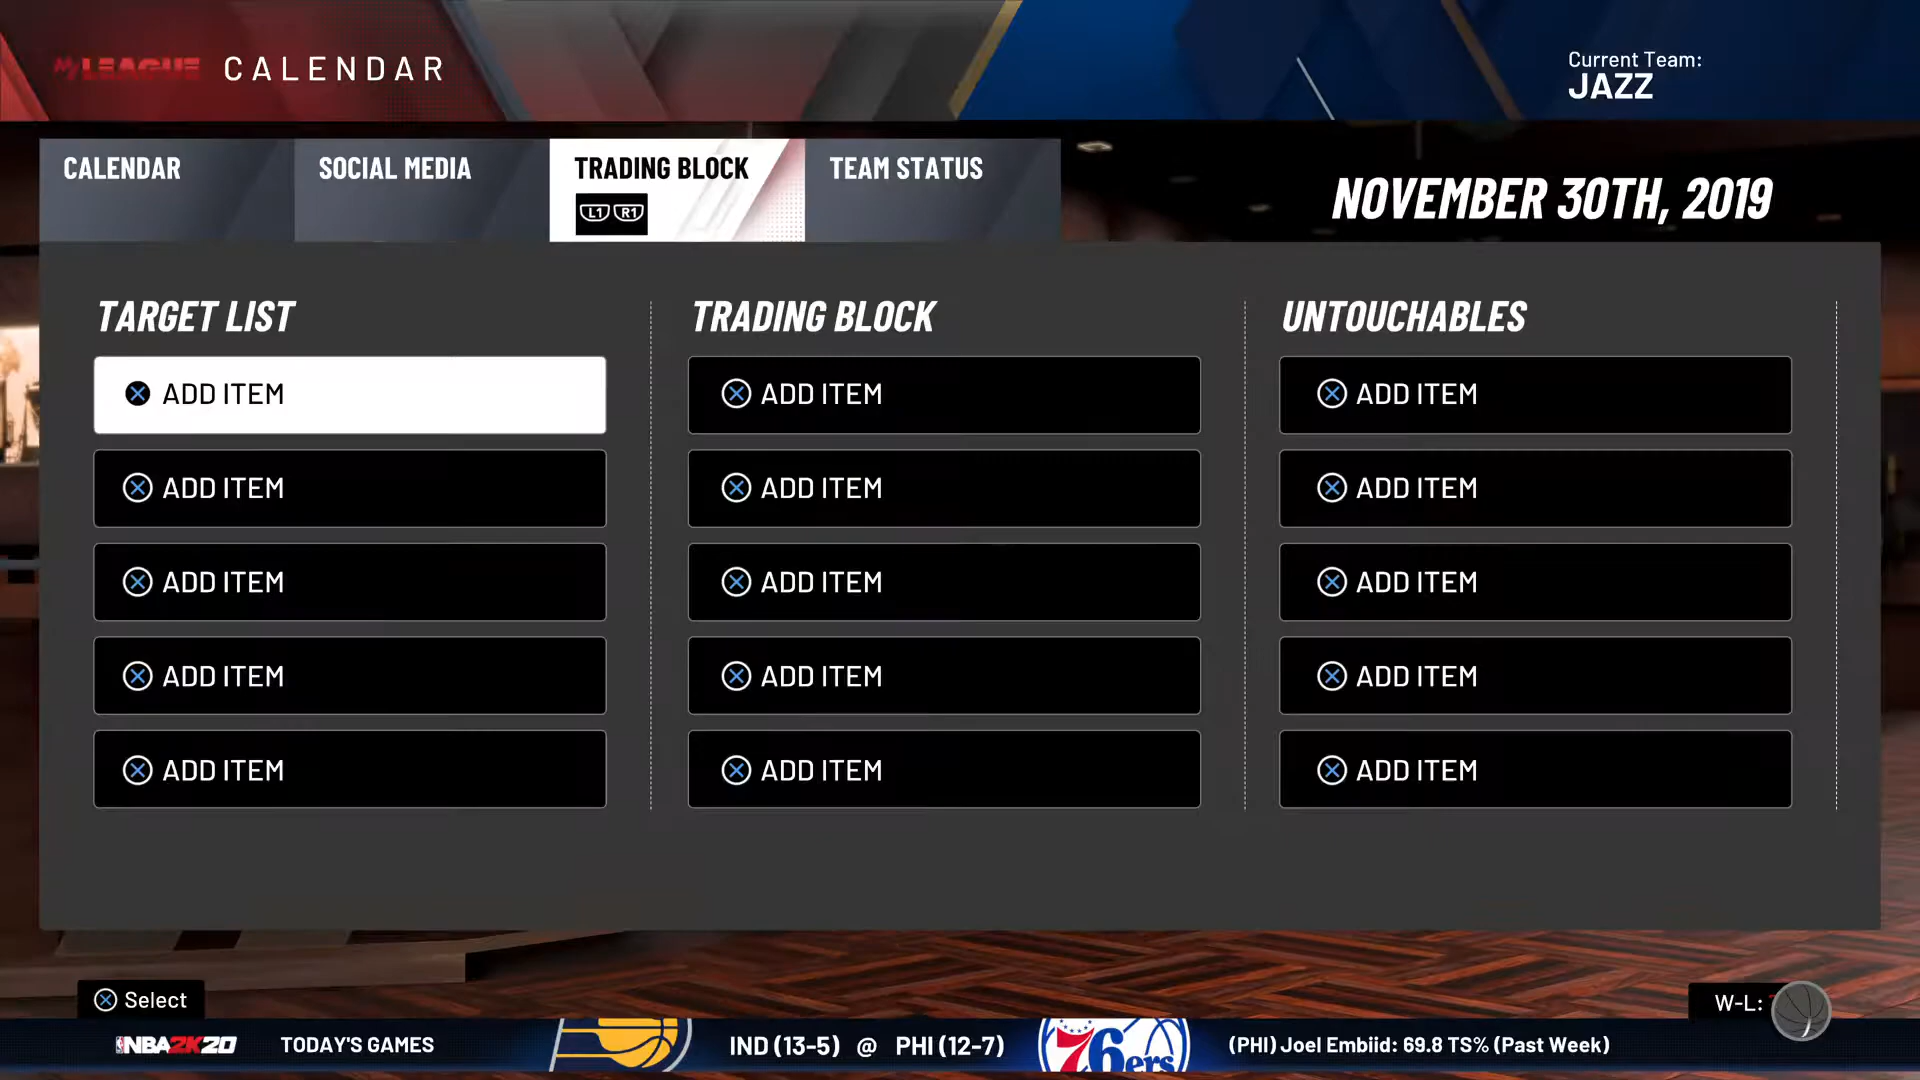 MyLEAGUE CALENDAR
Current Team:
JAZZ
CALENDAR
SOCIAL MEDIA
TRADING BLOCK
L1 R1
TEAM STATUS
NOVEMBER 30TH, 2019
TARGET LIST
ADD ITEM
ADD ITEM
ADD ITEM
ADD ITEM
ADD ITEM
TRADING BLOCK
ADD ITEM
ADD ITEM
ADD ITEM
ADD ITEM
ADD ITEM
UNTOUCHABLES
ADD ITEM
ADD ITEM
ADD ITEM
ADD ITEM
ADD ITEM
Select
W-L:
NBA2K20 TODAY'S GAMES IND (13-5) @ PHI (12-7) 76ers (PHI) Joel Embiid: 69.8 TS% (Past Week)